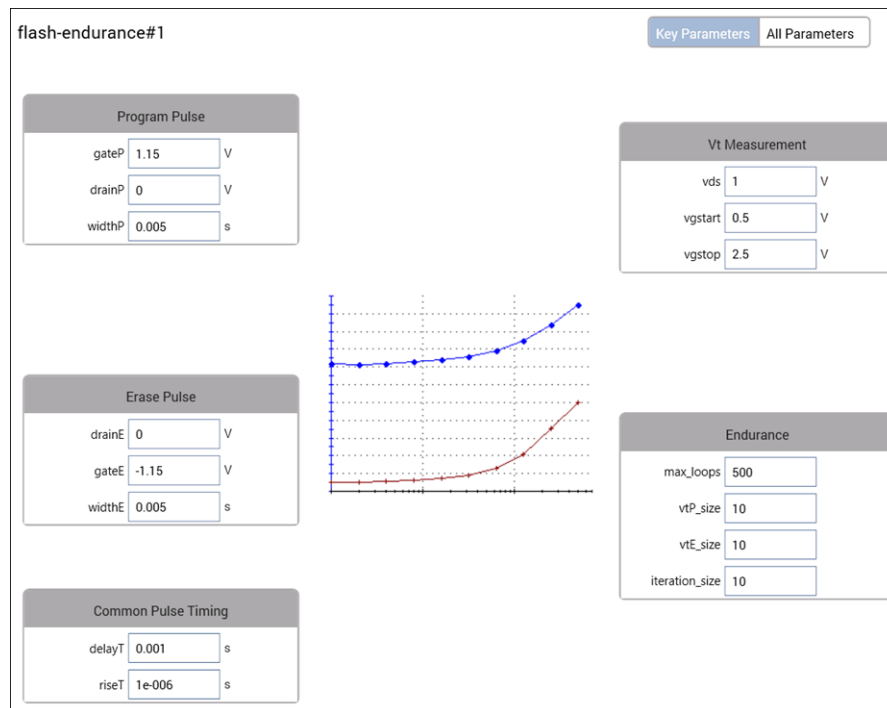 flash-endurance#1
Key Parameters All Parameters
Program Pulse
gateP 1.15 V
drainP 0 V
widthP 0.005 s
Vt Measurement
vds 1 V
vgstart 0.5 V
vgstop 2.5 V
Erase Pulse
drainE 0 V
gateE -1.15 V
widthE 0.005 s
Endurance
max_loops 500
vtP_size 10
vtE_size 10
iteration_size 10
Common Pulse Timing
delayT 0.001 s
riseT 1e-006 s